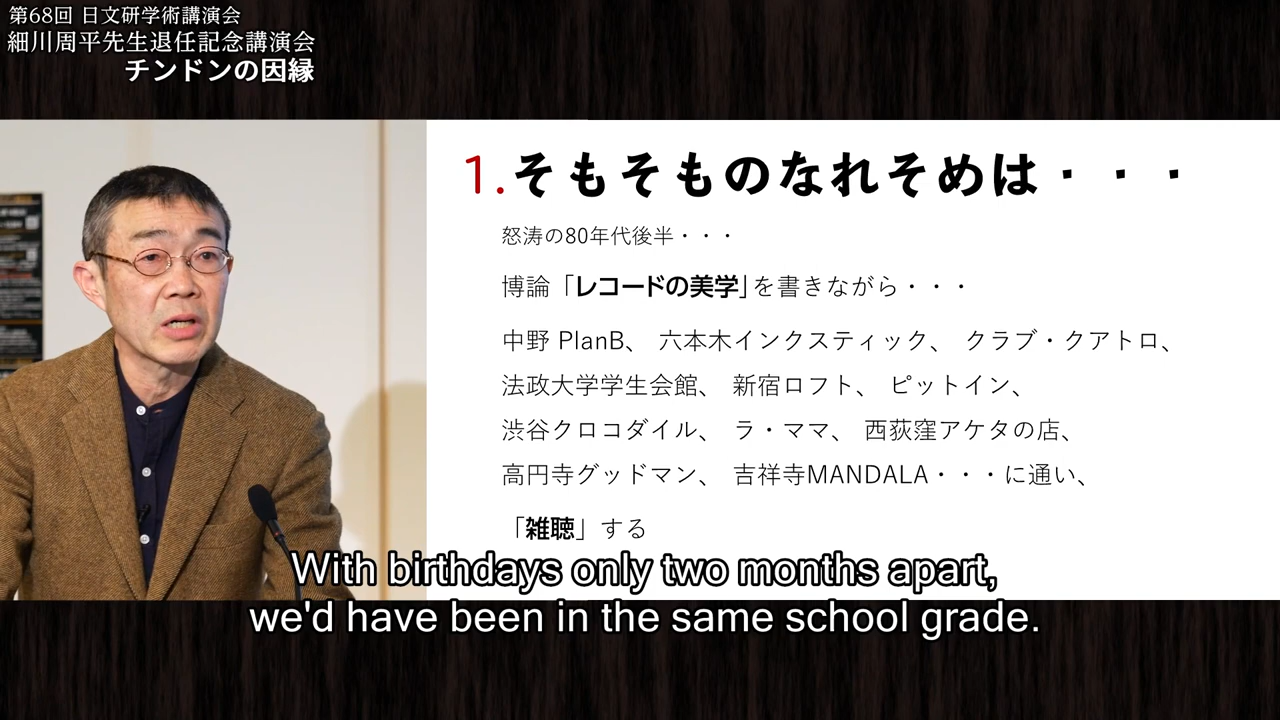 第68回 日文研学術講演会
細川周平先生退任記念講演会
チンドンの因縁
1.そもそものなれそめは・・・
怒涛の80年代後半・・・
博論「レコードの美学」を書きながら・・・
中野 PlanB、 六本木インクスティック、 クラブ・クアトロ、
法政大学学生会館、 新宿ロフト、 ピットイン、
渋谷クロコダイル、 ラ・ママ、 西荻窪アケタの店、
高円寺グッドマン、 吉祥寺MANDALA・・・に通い、
「雑聴」する
With birthdays only two months apart,
we'd have been in the same school grade.